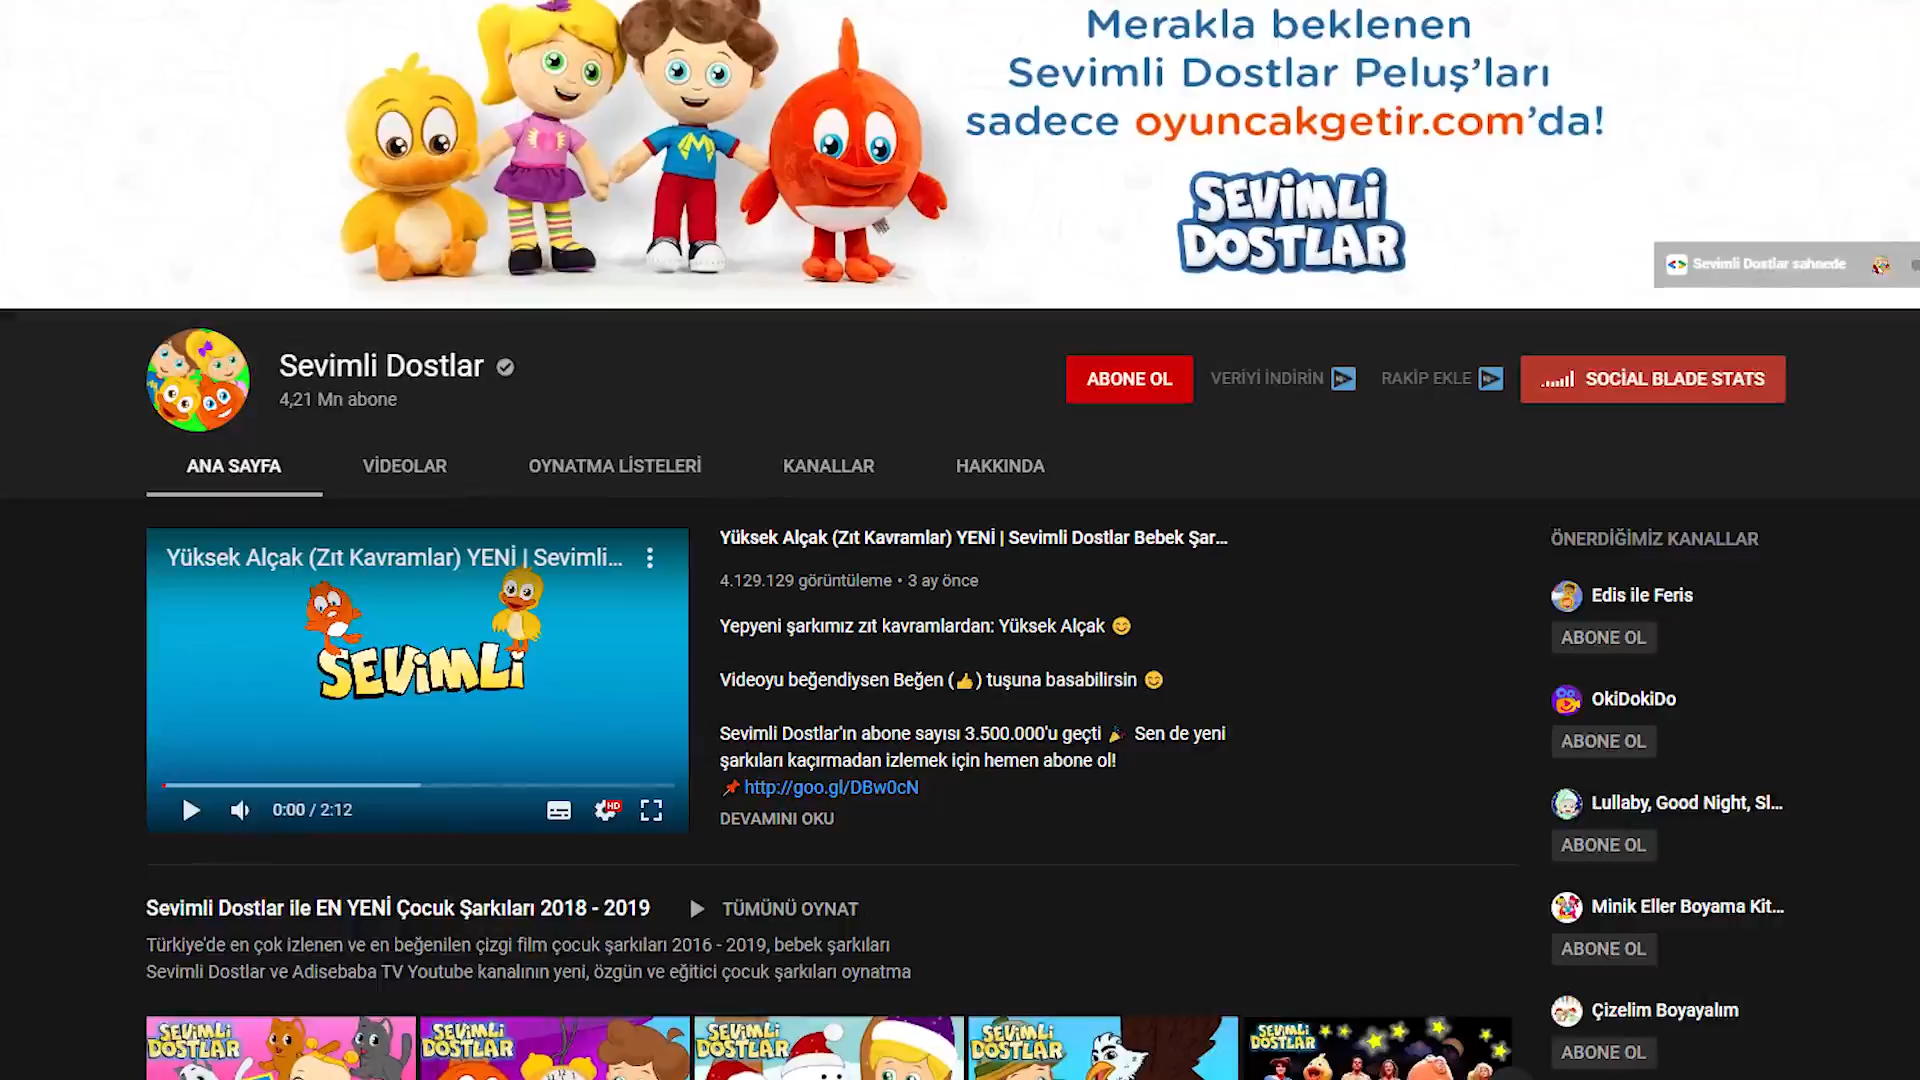 Merakla beklenen
Sevimli Dostlar Peluş'ları
sadece oyuncakgetir.com'da!
SEVİMLİ
DOSTLAR
Sevimli Dostlar sahnede
Sevimli Dostlar
4,21 Mn abone
ABONE OL
VERİYİ İNDİRİN
RAKİP EKLE
SOCİAL BLADE STATS
ANA SAYFA
VİDEOLAR
OYNATMA LİSTELERİ
KANALLAR
HAKKINDA
Yüksek Alçak (Zıt Kavramlar) YENİ | Sevimli...
SEVİMLİ
0:00 / 2:12
HD
Yüksek Alçak (Zıt Kavramlar) YENİ | Sevimli Dostlar Bebek Şar...
4.129.129 görüntüleme • 3 ay önce
Yepyeni şarkımız zıt kavramlardan: Yüksek Alçak 😊
Videoyu beğendiysen Beğen (👍) tuşuna basabilirsin 😊
Sevimli Dostlar'ın abone sayısı 3.500.000'u geçti 🎉 Sen de yeni
şarkıları kaçırmadan izlemek için hemen abone ol!
📌 http://goo.gl/DBw0cN
DEVAMINI OKU
ÖNERDİĞİMİZ KANALLAR
Edis ile Feris
ABONE OL
OkiDokiDo
ABONE OL
Lullaby, Good Night, Sl...
ABONE OL
Minik Eller Boyama Kit...
ABONE OL
Çizelim Boyayalım
ABONE OL
Sevimli Dostlar ile EN YENİ Çocuk Şarkıları 2018 - 2019
TÜMÜNÜ OYNAT
Türkiye'de en çok izlenen ve en beğenilen çizgi film çocuk şarkıları 2016 - 2019, bebek şarkıları
Sevimli Dostlar ve Adisebaba TV Youtube kanalının yeni, özgün ve eğitici çocuk şarkıları oynatma
SEVİMLİ
DOSTLAR
SEVİMLİ
DOSTLAR
SEVİMLİ
DOSTLAR
SEVİMLİ
DOSTLAR
SEVİMLİ
DOSTLAR